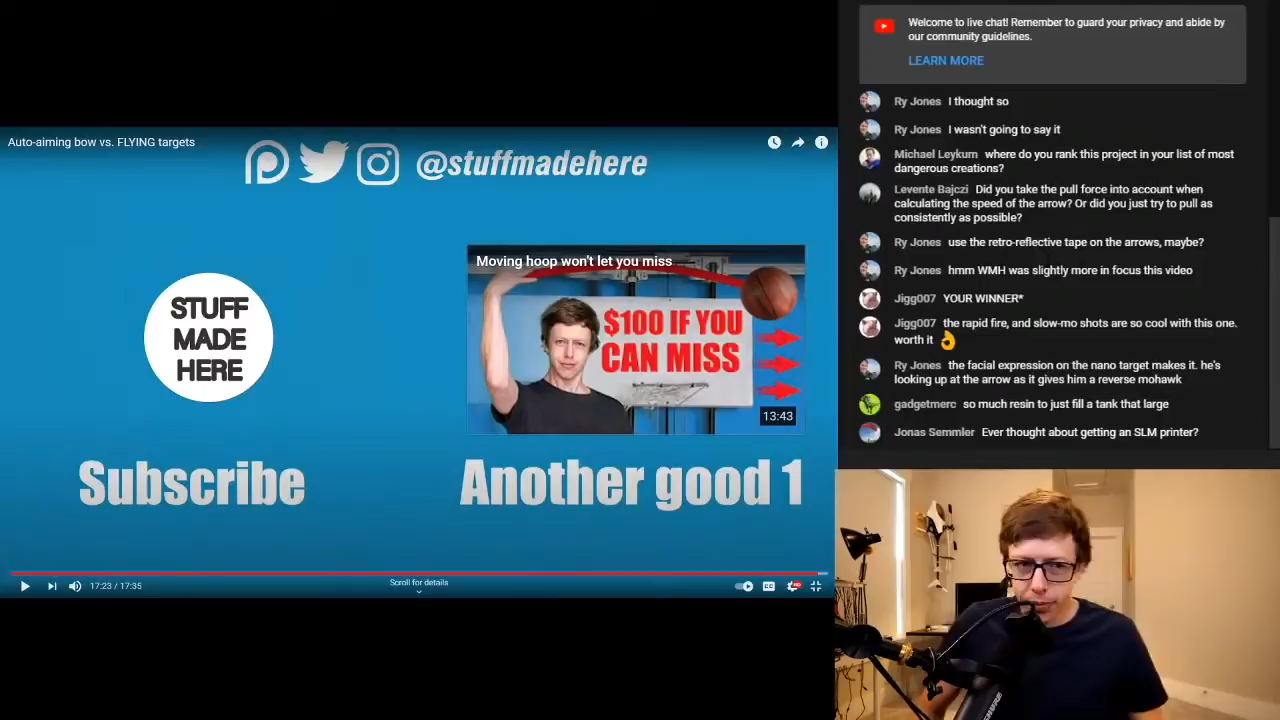 Auto-aiming bow vs. FLYING targets
@stuffmadehere
STUFF
MADE
HERE
Subscribe
Moving hoop won't let you miss
$100 IF YOU
CAN MISS
13:43
Another good 1
17:23 / 17:35
Scroll for details
CC
HD
Welcome to live chat! Remember to guard your privacy and abide by
our community guidelines.
LEARN MORE
Ry Jones I thought so
Ry Jones I wasn't going to say it
Michael Leykum where do you rank this project in your list of most
dangerous creations?
Levente Bajczi Did you take the pull force into account when
calculating the speed of the arrow? Or did you just try to pull as
consistently as possible?
Ry Jones use the retro-reflective tape on the arrows, maybe?
Ry Jones hmm WMH was slightly more in focus this video
Jigg007 YOUR WINNER*
Jigg007 the rapid fire, and slow-mo shots are so cool with this one.
worth it 👌
Ry Jones the facial expression on the nano target makes it. he's
looking up at the arrow as it gives him a reverse mohawk
gadgetmerc so much resin to just fill a tank that large
Jonas Semmler Ever thought about getting an SLM printer?